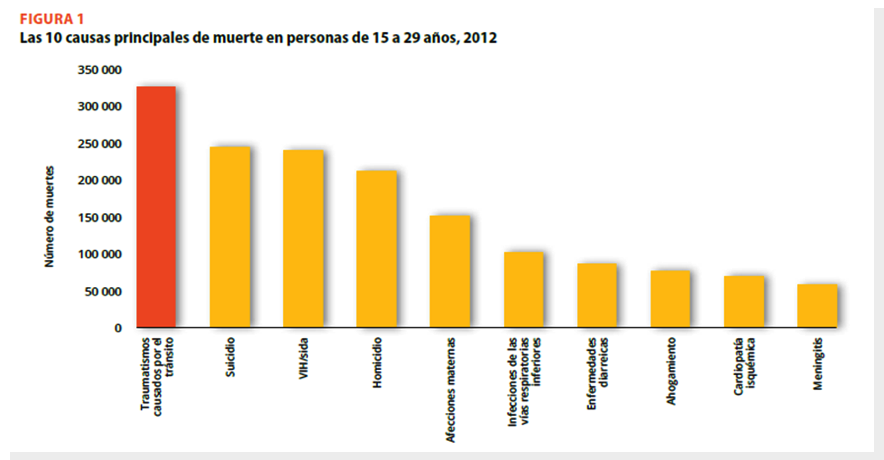 FIGURA 1
Las 10 causas principales de muerte en personas de 15 a 29 años, 2012
Número de muertes
350 000
300 000
250 000
200 000
150 000
100 000
50 000
0
Traumatismos
causados por el
tránsito
Suicidio
VIH/sida
Homicidio
Afecciones maternas
Infecciones de las
vías respiratorias
inferiores
Enfermedades
diarreicas
Ahogamiento
Cardiopatía
isquémica
Meningitis